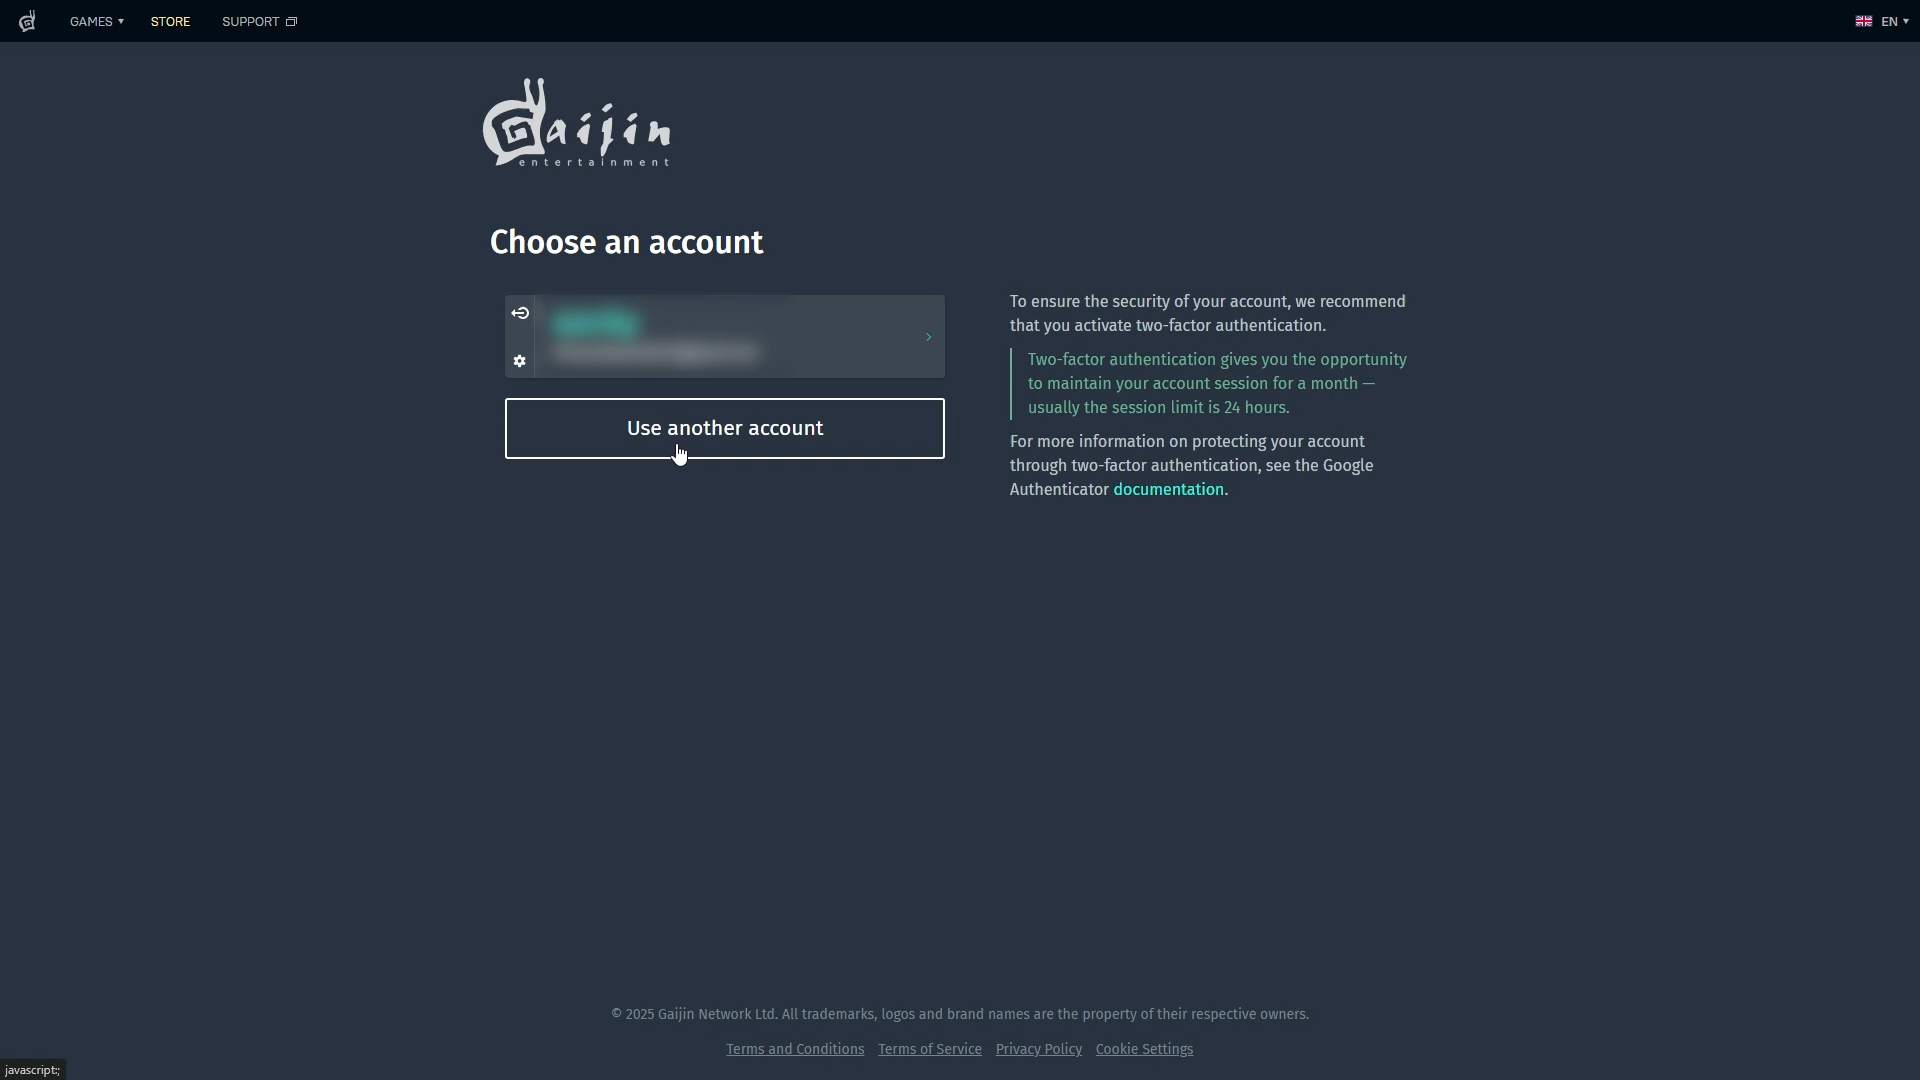 GAMES
STORE
SUPPORT
EN
Gaijin
entertainment
Choose an account
Use another account
To ensure the security of your account, we recommend
that you activate two-factor authentication.
Two-factor authentication gives you the opportunity
to maintain your account session for a month —
usually the session limit is 24 hours.
For more information on protecting your account
through two-factor authentication, see the Google
Authenticator documentation.
© 2025 Gaijin Network Ltd. All trademarks, logos and brand names are the property of their respective owners.
Terms and Conditions
Terms of Service
Privacy Policy
Cookie Settings
javascript:;